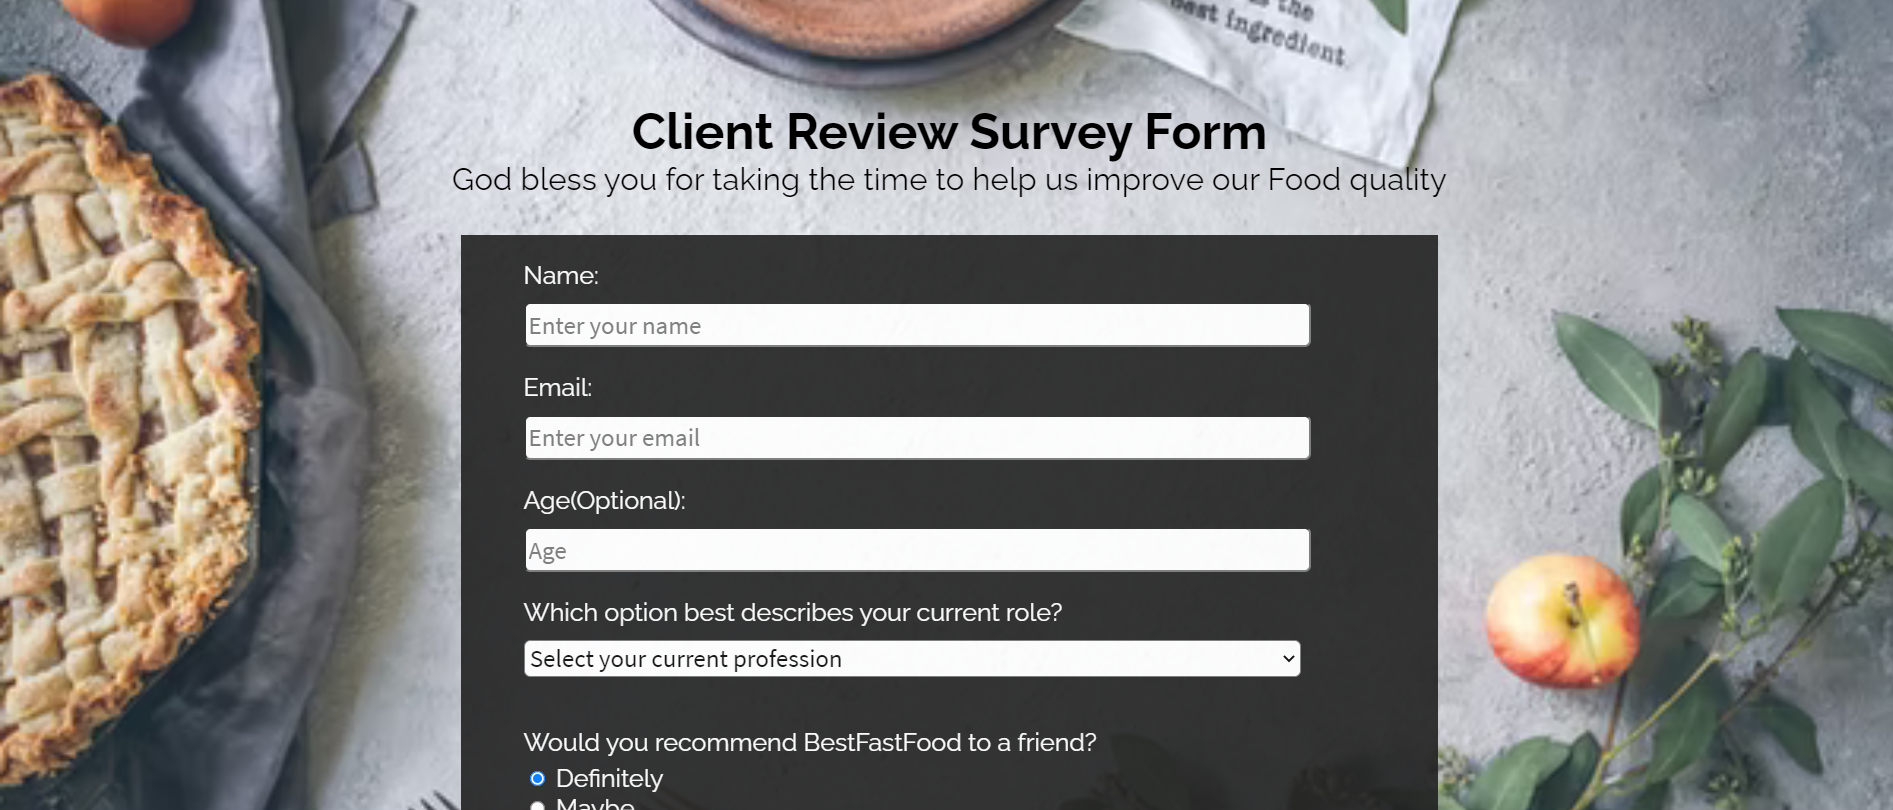 is the
best ingredient
Client Review Survey Form
God bless you for taking the time to help us improve our Food quality
Name:
Enter your name
Email:
Enter your email
Age(Optional):
Age
Which option best describes your current role?
Select your current profession
Would you recommend BestFastFood to a friend?
Definitely
Maybe